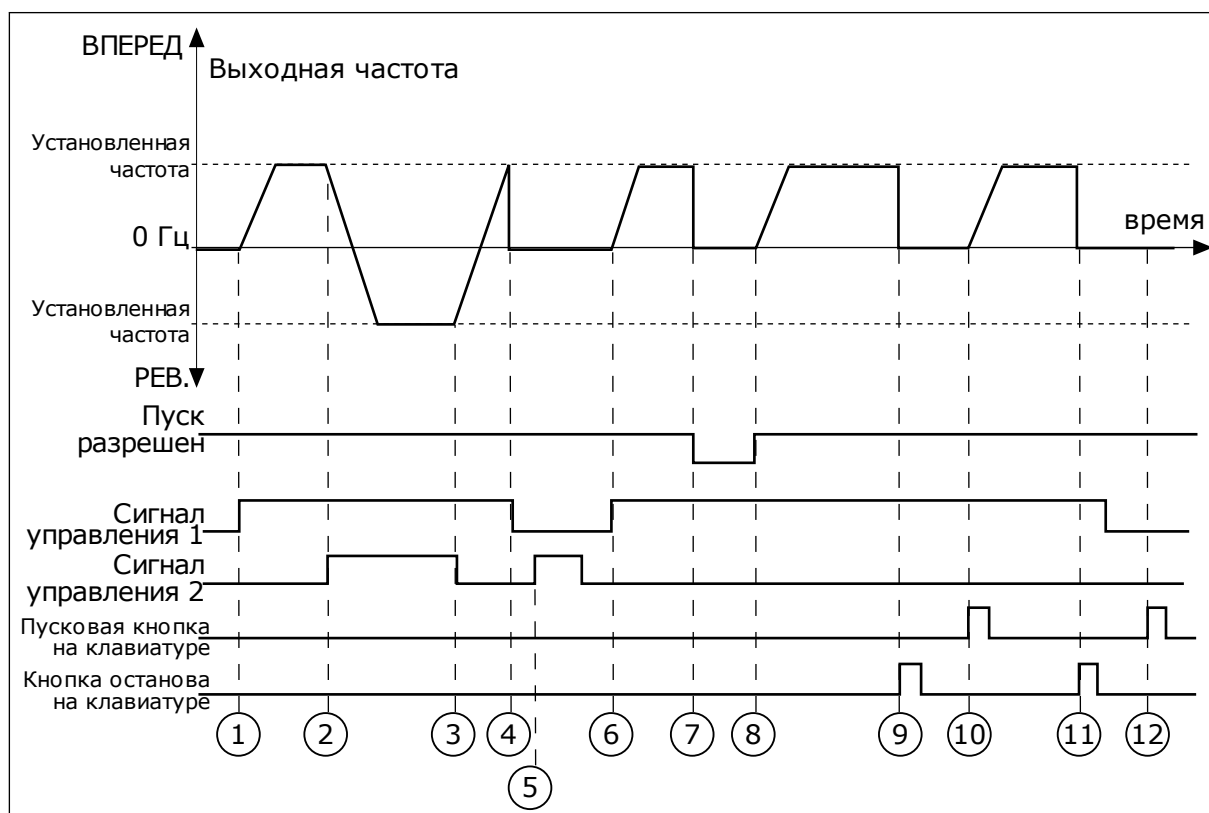 ВПЕРЕД
Выходная частота
Установленная
частота
0 Гц
время
Установленная
частота
РЕВ.
Пуск
разрешен
Сигнал
управления 1
Сигнал
управления 2
Пусковая кнопка
на клавиатуре
Кнопка останова
на клавиатуре
1 2 3 4 6 7 8 9 10 11 12
5